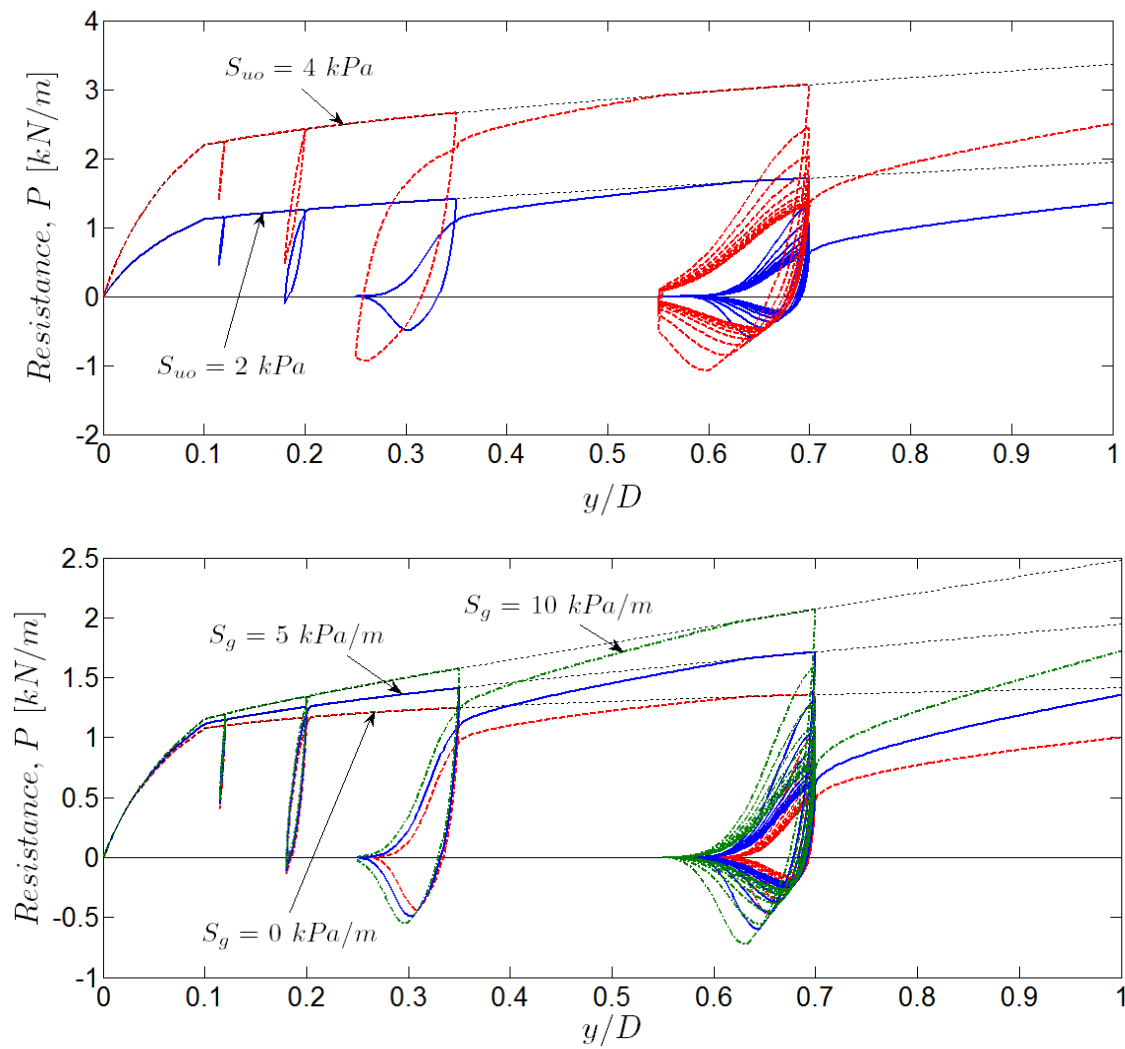 4
3
2
1
0
-1
-2
Resistance, P [kN/m]
S_{uo} = 4 kPa
S_{uo} = 2 kPa
0 0.1 0.2 0.3 0.4 0.5 0.6 0.7 0.8 0.9 1
y/D
2.5
2
1.5
1
0.5
0
-0.5
-1
Resistance, P [kN/m]
S_g = 10 kPa/m
S_g = 5 kPa/m
S_g = 0 kPa/m
0 0.1 0.2 0.3 0.4 0.5 0.6 0.7 0.8 0.9 1
y/D